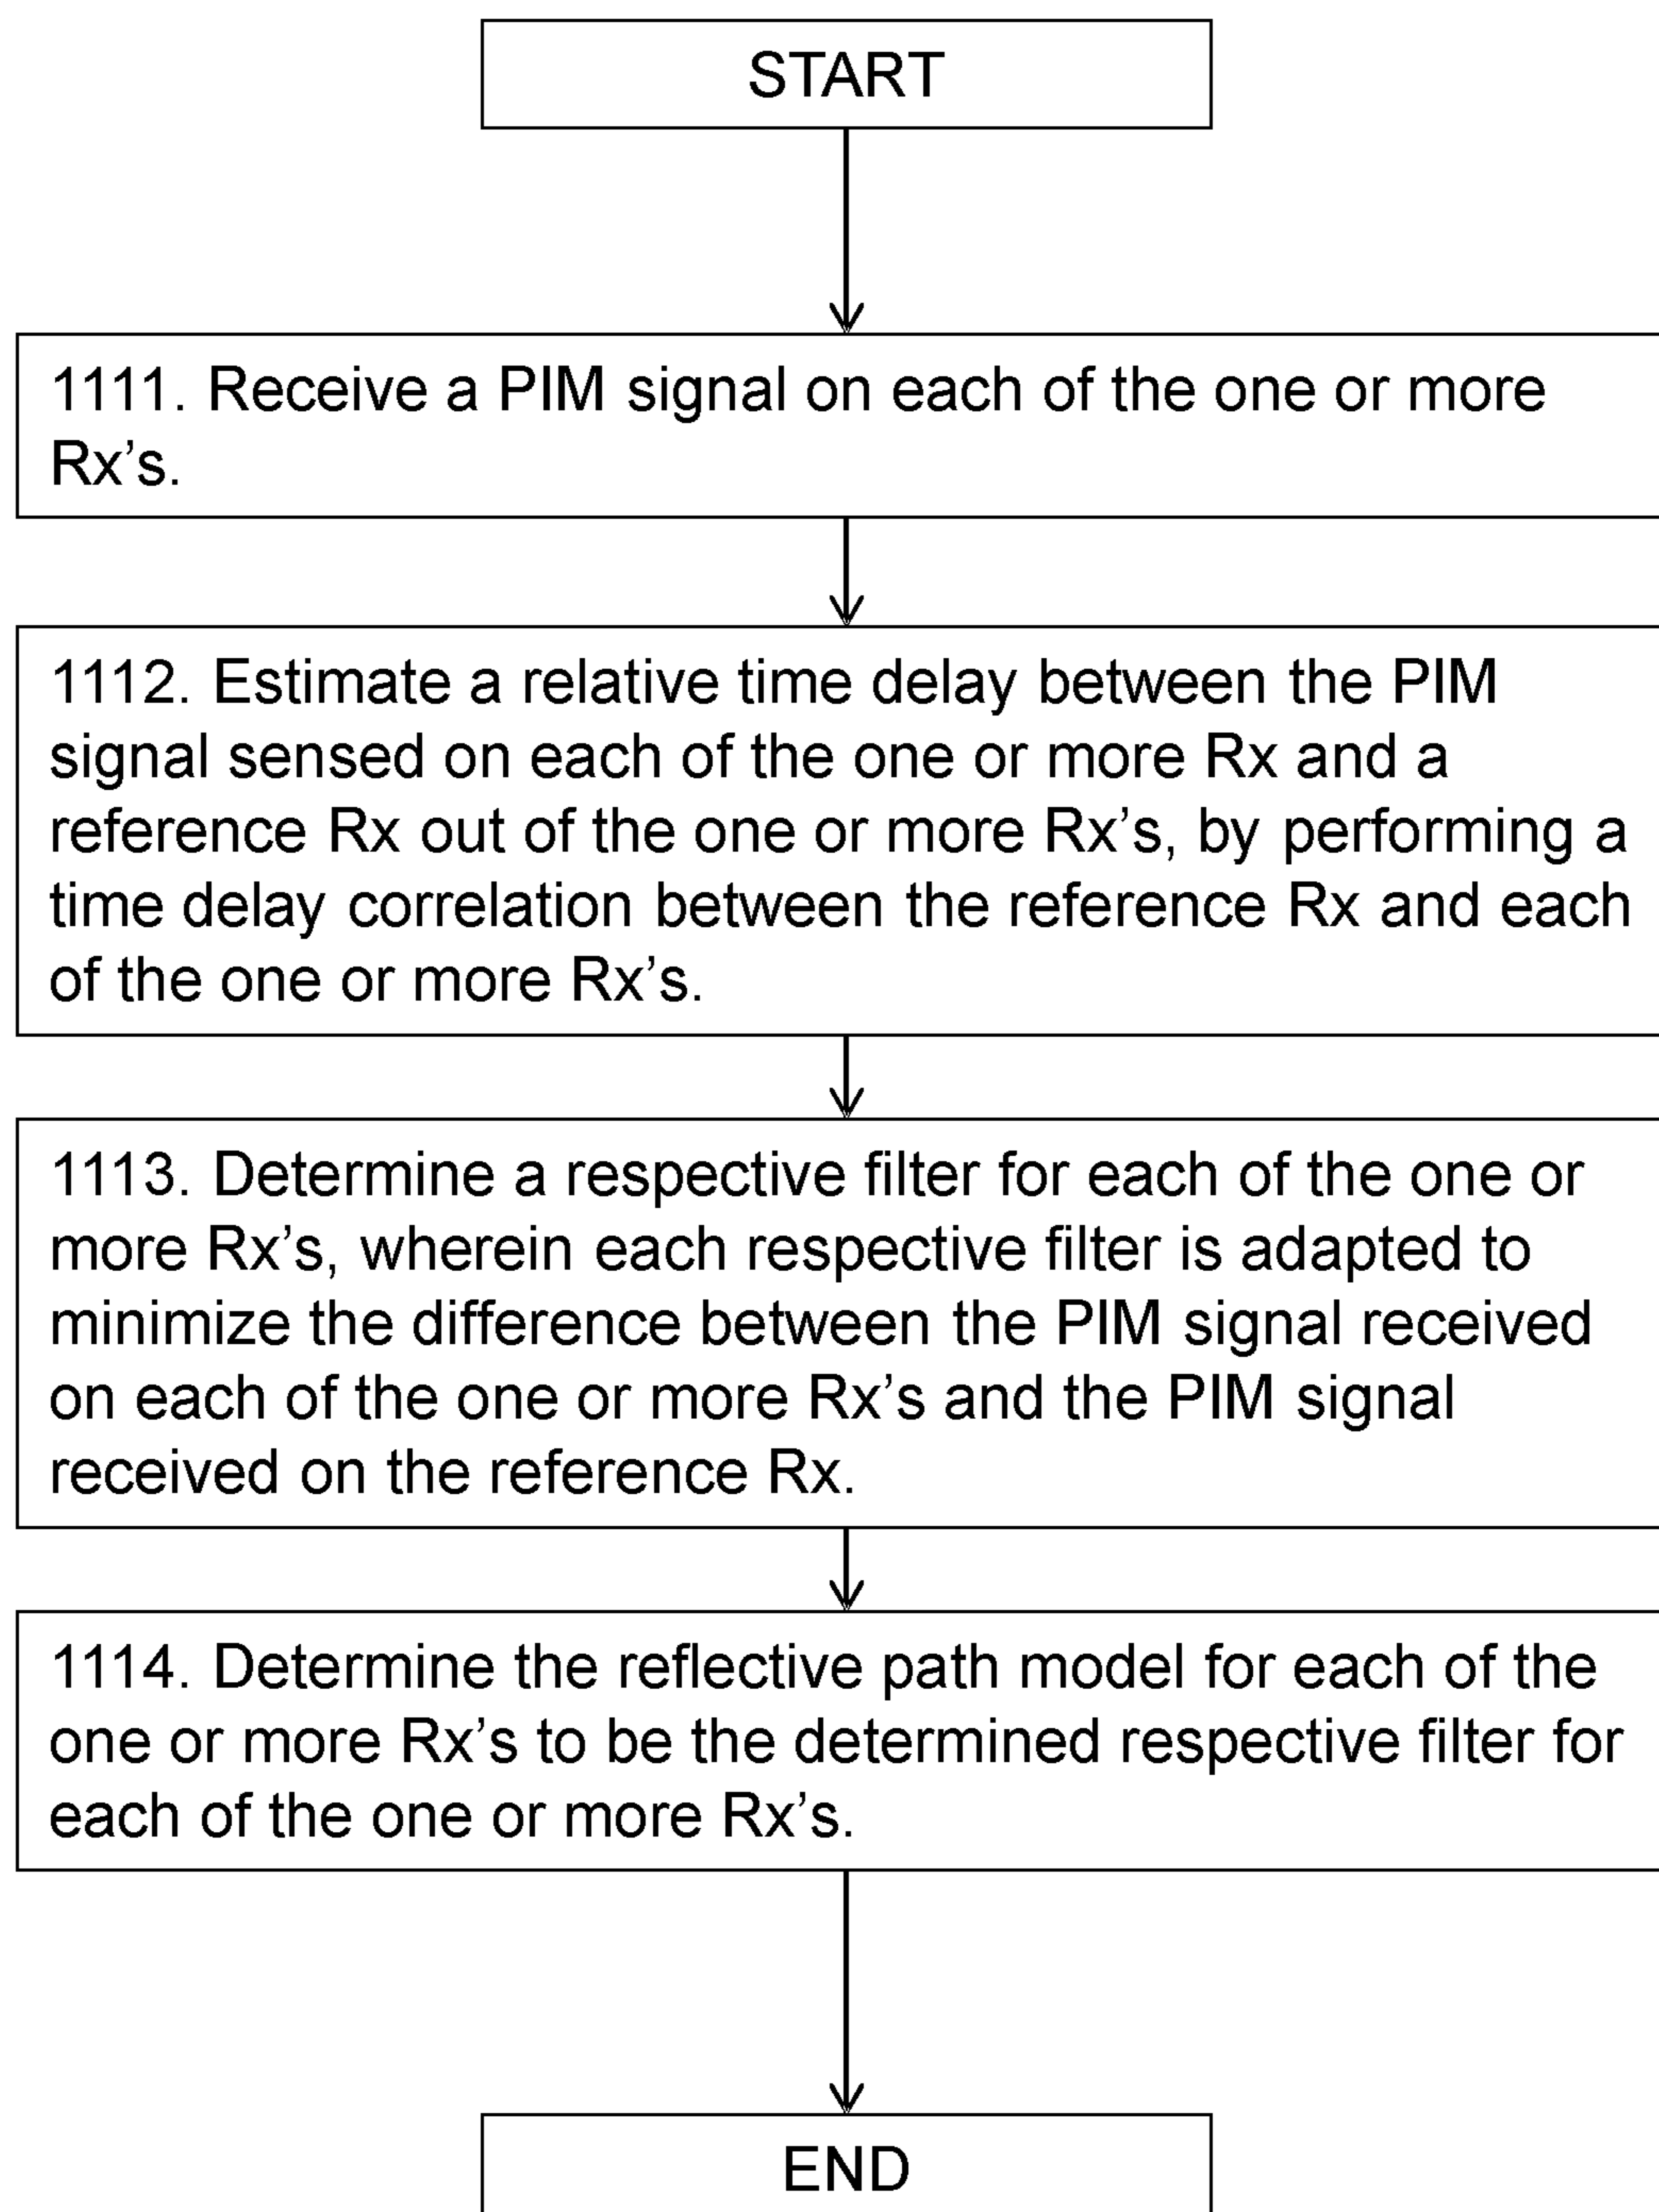 START
1111. Receive a PIM signal on each of the one or more
Rx’s.
1112. Estimate a relative time delay between the PIM
signal sensed on each of the one or more Rx and a
reference Rx out of the one or more Rx’s, by performing a
time delay correlation between the reference Rx and each
of the one or more Rx’s.
1113. Determine a respective filter for each of the one or
more Rx’s, wherein each respective filter is adapted to
minimize the difference between the PIM signal received
on each of the one or more Rx’s and the PIM signal
received on the reference Rx.
1114. Determine the reflective path model for each of the
one or more Rx’s to be the determined respective filter for
each of the one or more Rx’s.
END